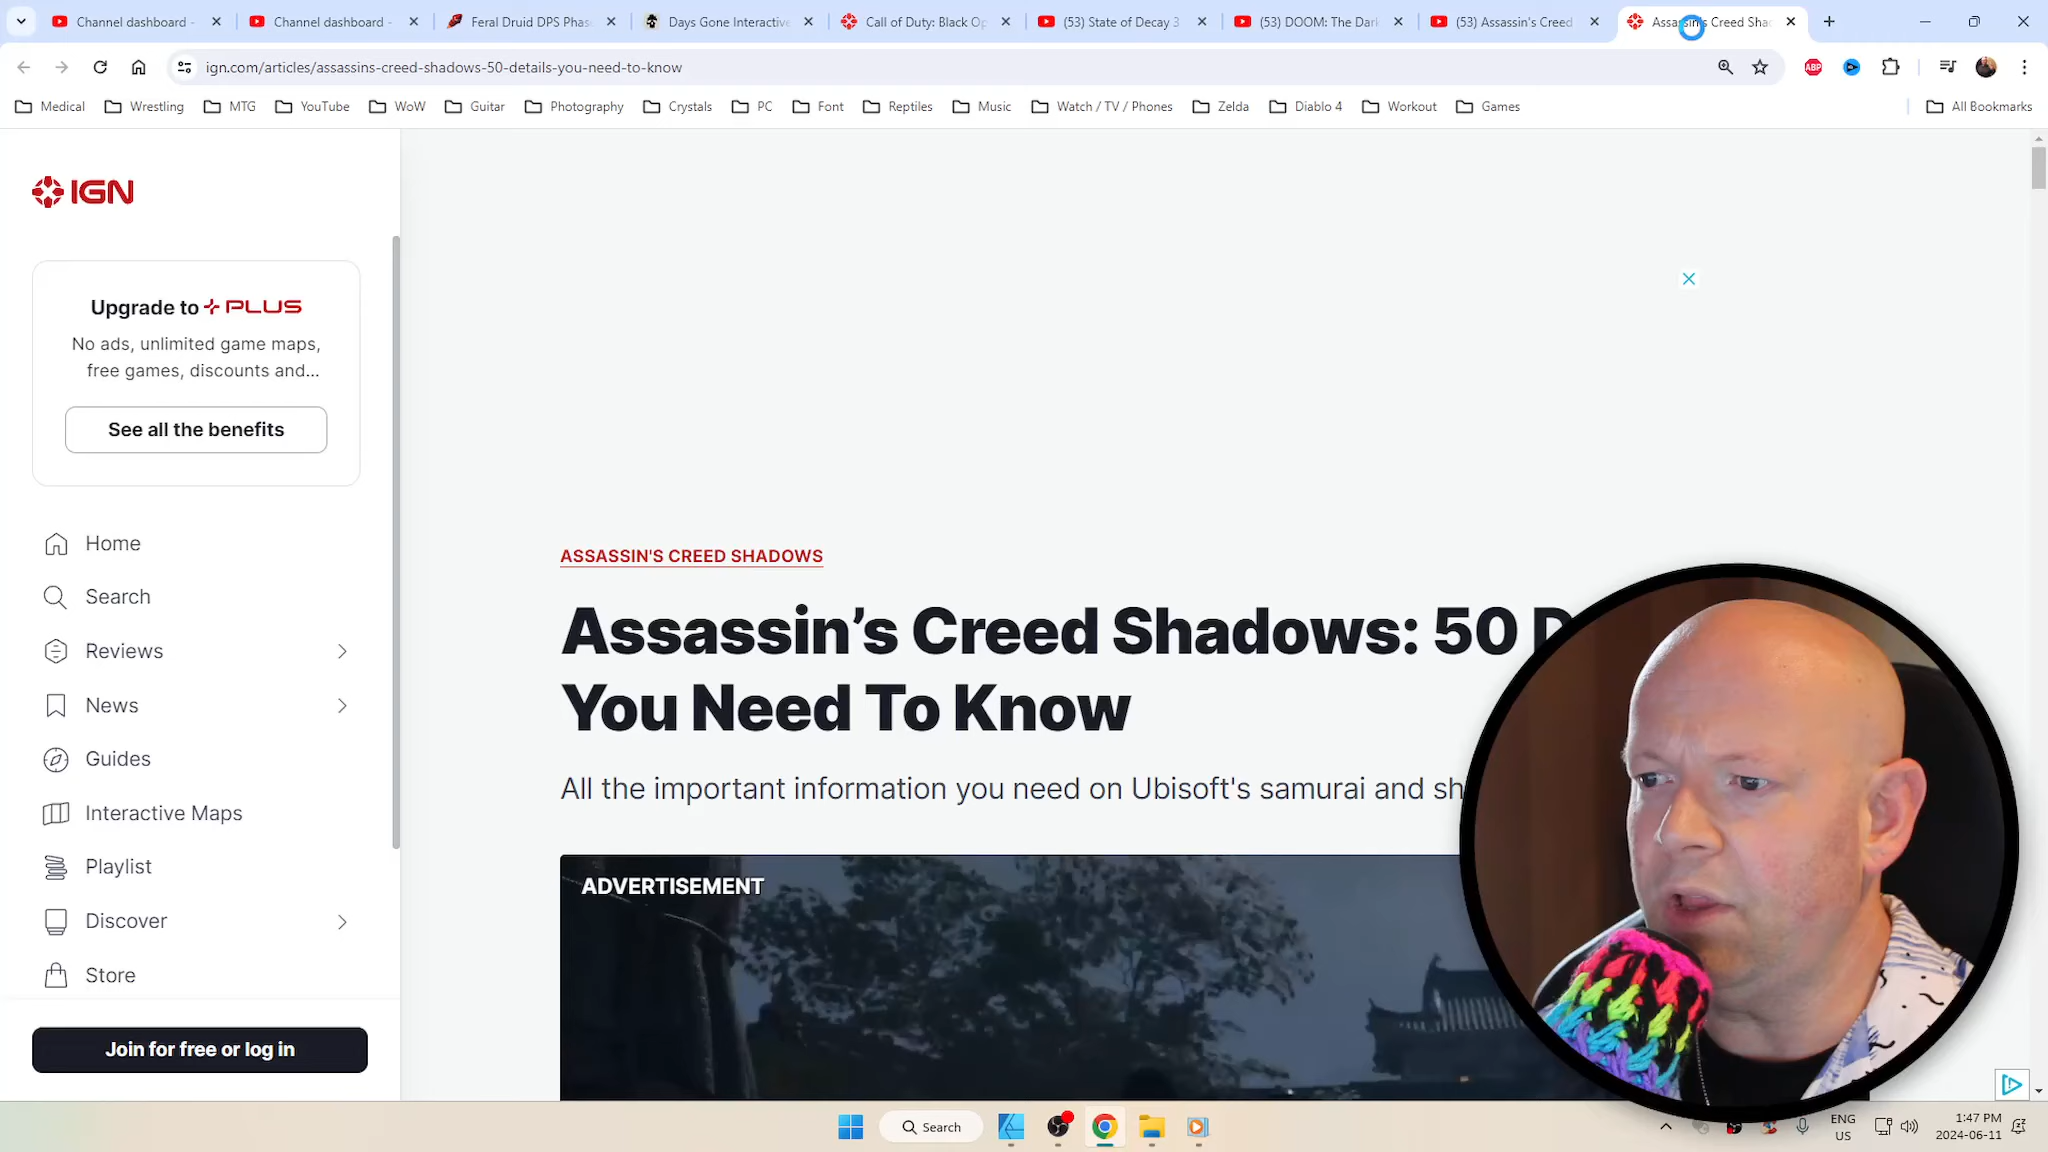 Channel dashboard -
Channel dashboard -
Feral Druid DPS Phas
Days Gone Interactive
Call of Duty: Black Op
(53) State of Decay 3
(53) DOOM: The Dark
(53) Assassin's Creed
Assassin's Creed Sha
ign.com/articles/assassins-creed-shadows-50-details-you-need-to-know
ABP
Medical
Wrestling
MTG
YouTube
WoW
Guitar
Photography
Crystals
PC
Font
Reptiles
Music
Watch / TV / Phones
Zelda
Diablo 4
Workout
Games
All Bookmarks
IGN
Upgrade to PLUS
No ads, unlimited game maps,
free games, discounts and...
See all the benefits
Home
Search
Reviews
News
Guides
Interactive Maps
Playlist
Discover
Store
Join for free or log in
ASSASSIN'S CREED SHADOWS
Assassin’s Creed Shadows: 50 D
You Need To Know
All the important information you need on Ubisoft's samurai and sh
ADVERTISEMENT
Search
ENG
US
1:47 PM
2024-06-11